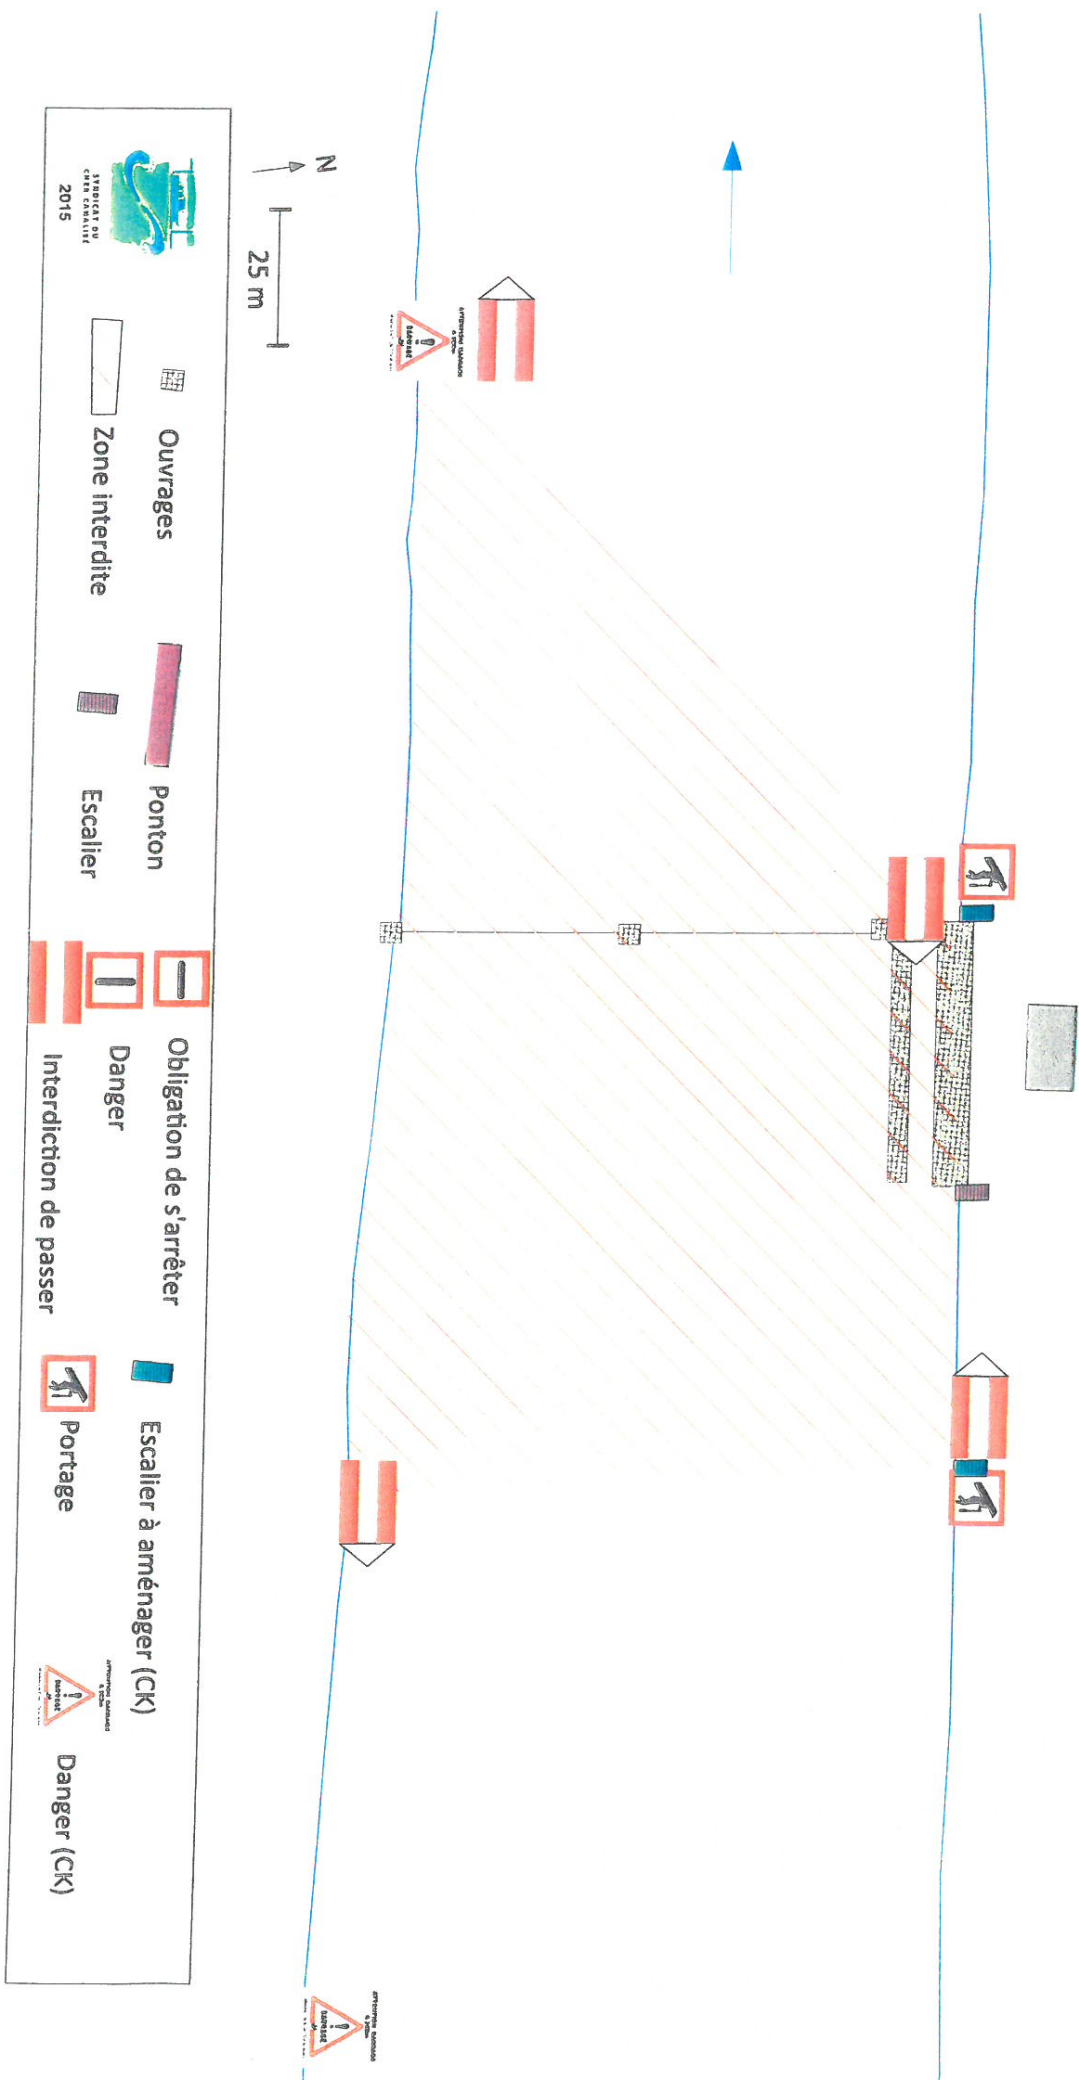 N
25 m
SYNDICAT DU
CHER CANALISÉ
2015
Ouvrages
Zone interdite
Ponton
Escalier
Obligation de s'arrêter
Danger
Interdiction de passer
Escalier à aménager (CK)
Portage
Danger (CK)